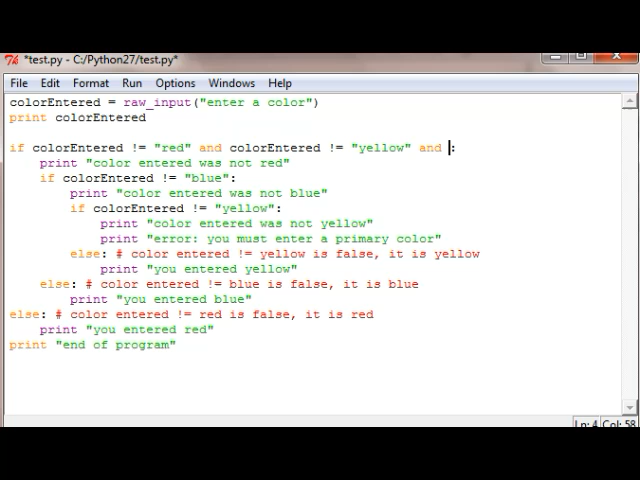 *test.py - C:/Python27/test.py*
File Edit Format Run Options Windows Help
colorEntered = raw_input("enter a color")
print colorEntered
if colorEntered != "red" and colorEntered != "yellow" and :
print "color entered was not red"
if colorEntered != "blue":
print "color entered was not blue"
if colorEntered != "yellow":
print "color entered was not yellow"
print "error: you must enter a primary color"
else: # color entered != yellow is false, it is yellow
print "you entered yellow"
else: # color entered != blue is false, it is blue
print "you entered blue"
else: # color entered != red is false, it is red
print "you entered red"
print "end of program"
Ln: 4 Col: 58